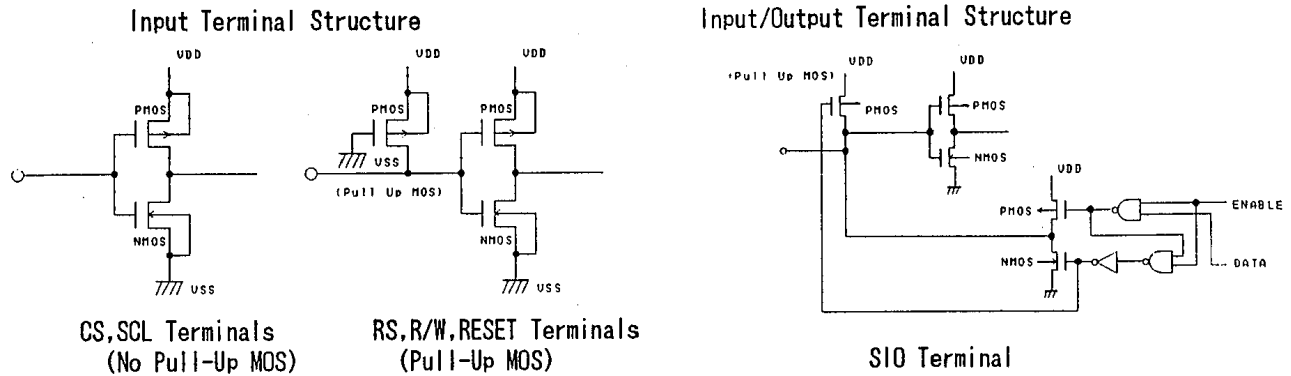 Input Terminal Structure
Input/Output Terminal Structure
VDD
PMOS
NMOS
VSS
CS,SCL Terminals
(No Pull-Up MOS)
VDD
VDD
PMOS
PMOS
VSS
(Pull Up MOS)
NMOS
VSS
RS,R/W,RESET Terminals
(Pull-Up MOS)
VDD
VDD
(Pull Up MOS)
PMOS
PMOS
NMOS
VDD
PMOS
ENABLE
NMOS
DATA
SIO Terminal